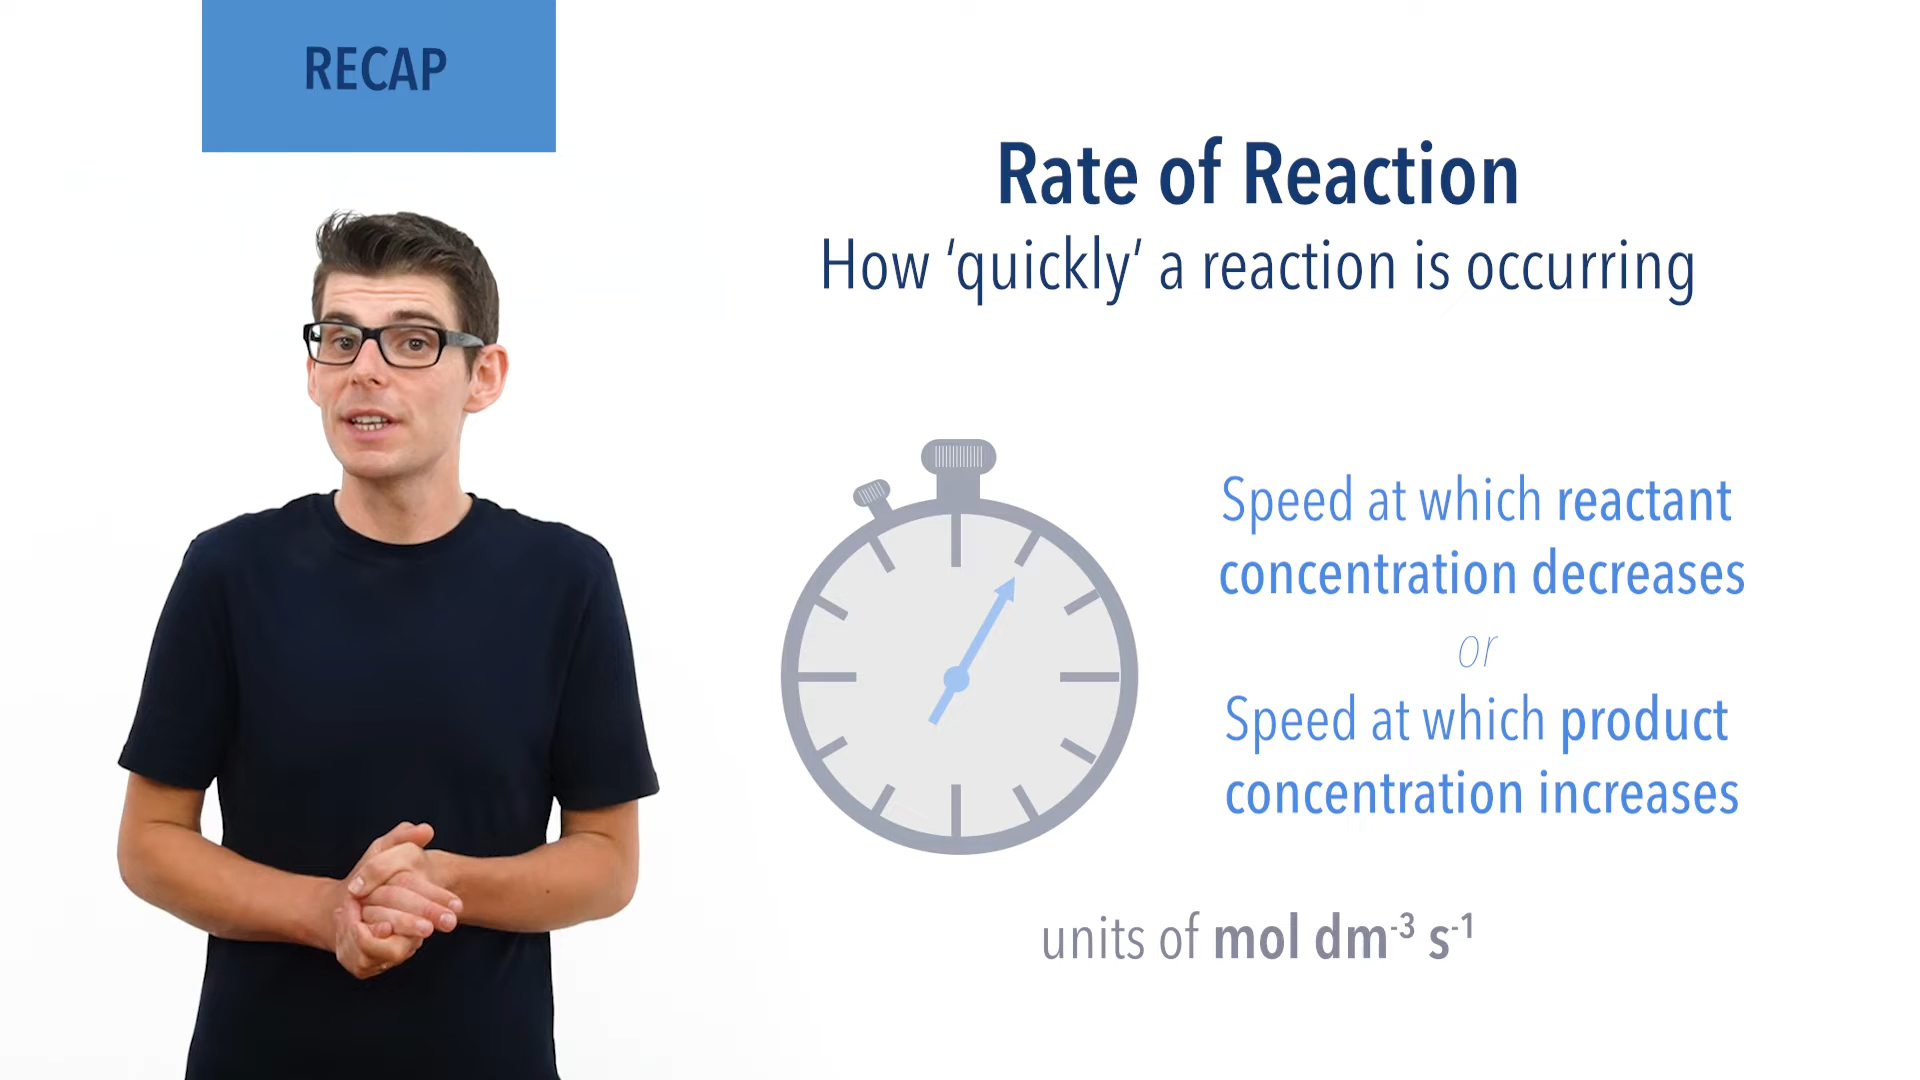 RECAP
Rate of Reaction
How ‘quickly’ a reaction is occurring
Speed at which reactant
concentration decreases
or
Speed at which product
concentration increases
units of mol dm⁻³ s⁻¹